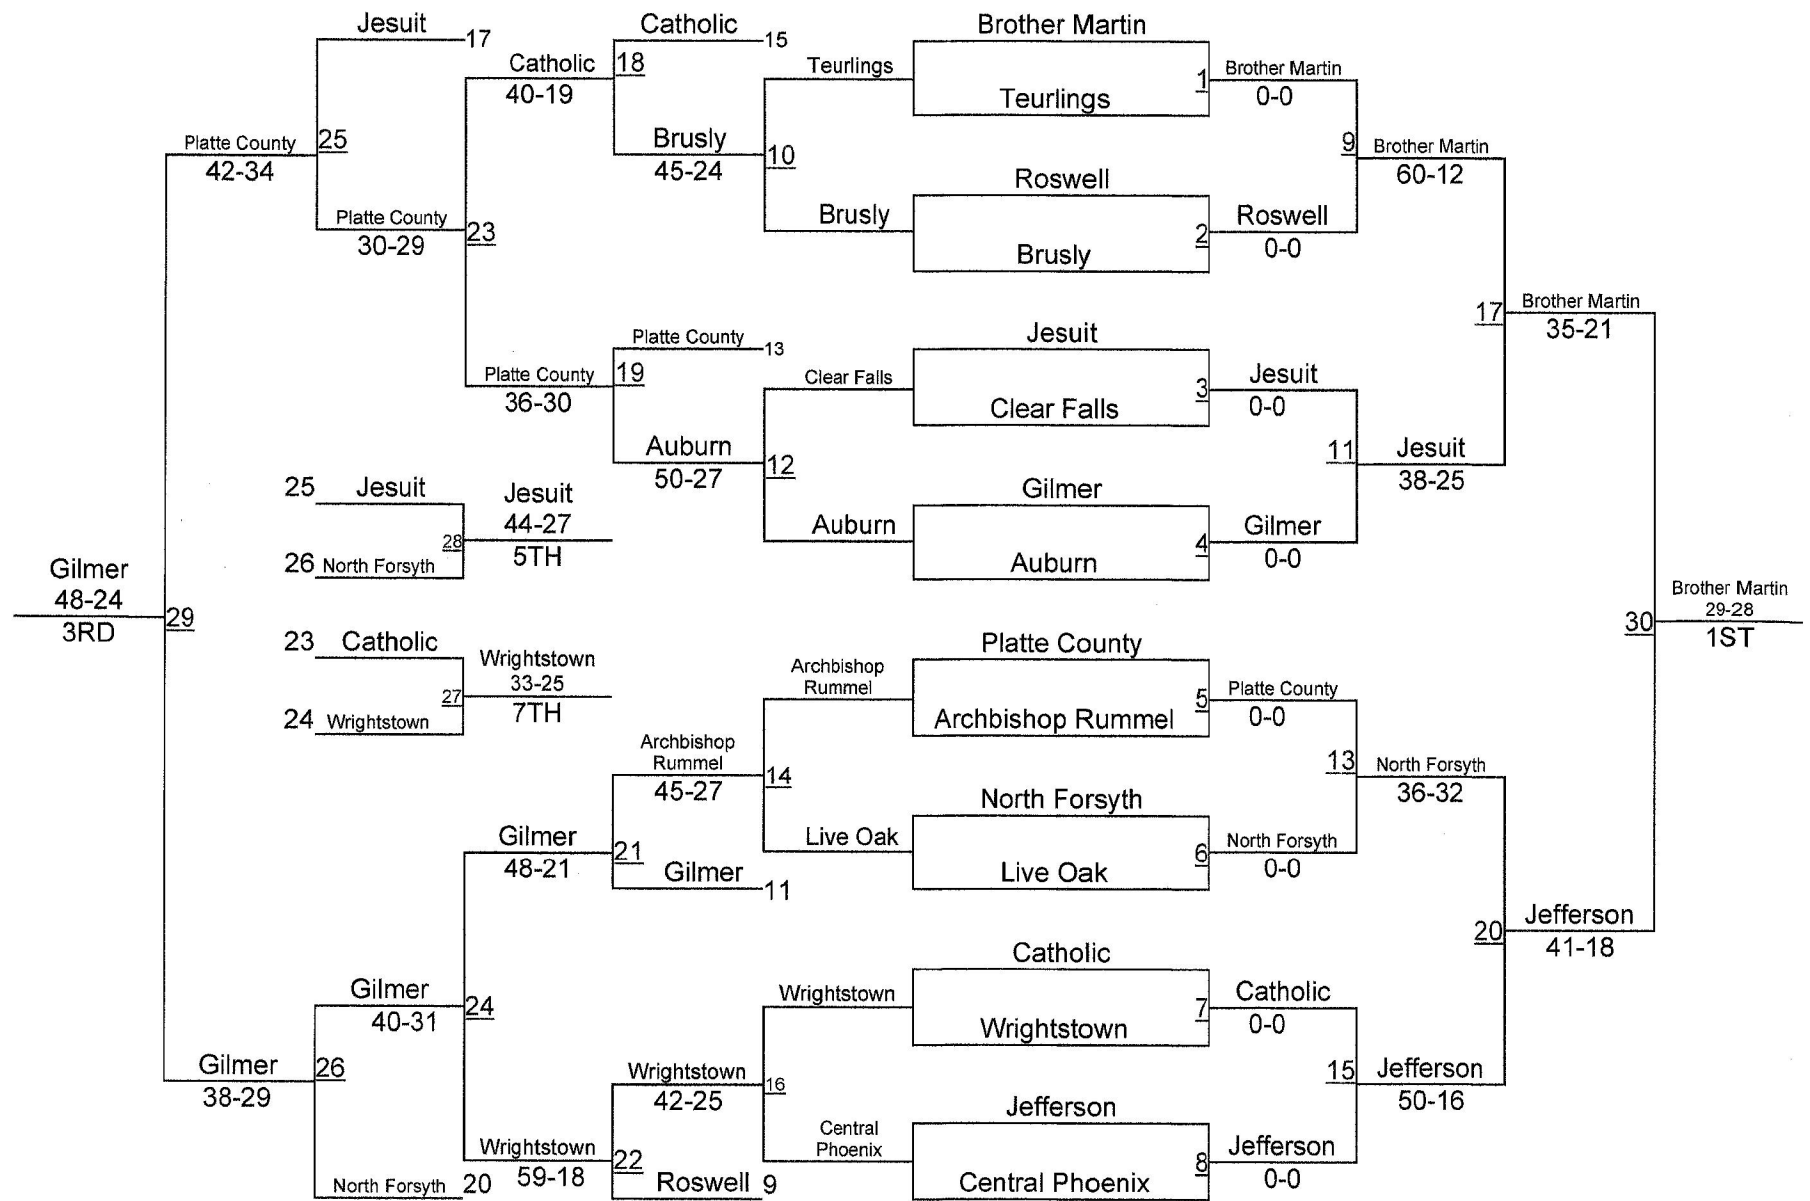 Jesuit
17
Catholic
15
Brother Martin
Catholic
18
40-19
Teurlings
1
Brother Martin
0-0
Teurlings
Platte County
25
42-34
Brusly
10
45-24
9
Brother Martin
60-12
Roswell
Platte County
23
30-29
Brusly
2
Roswell
0-0
Brusly
17
Brother Martin
35-21
Platte County
13
Jesuit
Platte County
19
36-30
Clear Falls
3
Jesuit
0-0
Clear Falls
Auburn
12
50-27
11
Jesuit
38-25
25
Jesuit
Jesuit
44-27
28
5TH
26
North Forsyth
Gilmer
Auburn
4
Gilmer
0-0
Auburn
Gilmer
48-24
29
3RD
30
Brother Martin
29-28
1ST
23
Catholic
Wrightstown
33-25
27
7TH
24
Wrightstown
Platte County
Archbishop
Rummel
5
Platte County
0-0
Archbishop Rummel
Archbishop
Rummel
14
45-27
13
North Forsyth
36-32
North Forsyth
Gilmer
21
48-21
Live Oak
6
North Forsyth
0-0
Live Oak
Gilmer
11
20
Jefferson
41-18
Catholic
Gilmer
24
40-31
Wrightstown
7
Catholic
0-0
Wrightstown
Gilmer
26
38-29
Wrightstown
16
42-25
15
Jefferson
50-16
Jefferson
Central
Phoenix
8
Jefferson
0-0
Central Phoenix
Wrightstown
22
59-18
North Forsyth
20
Roswell
9